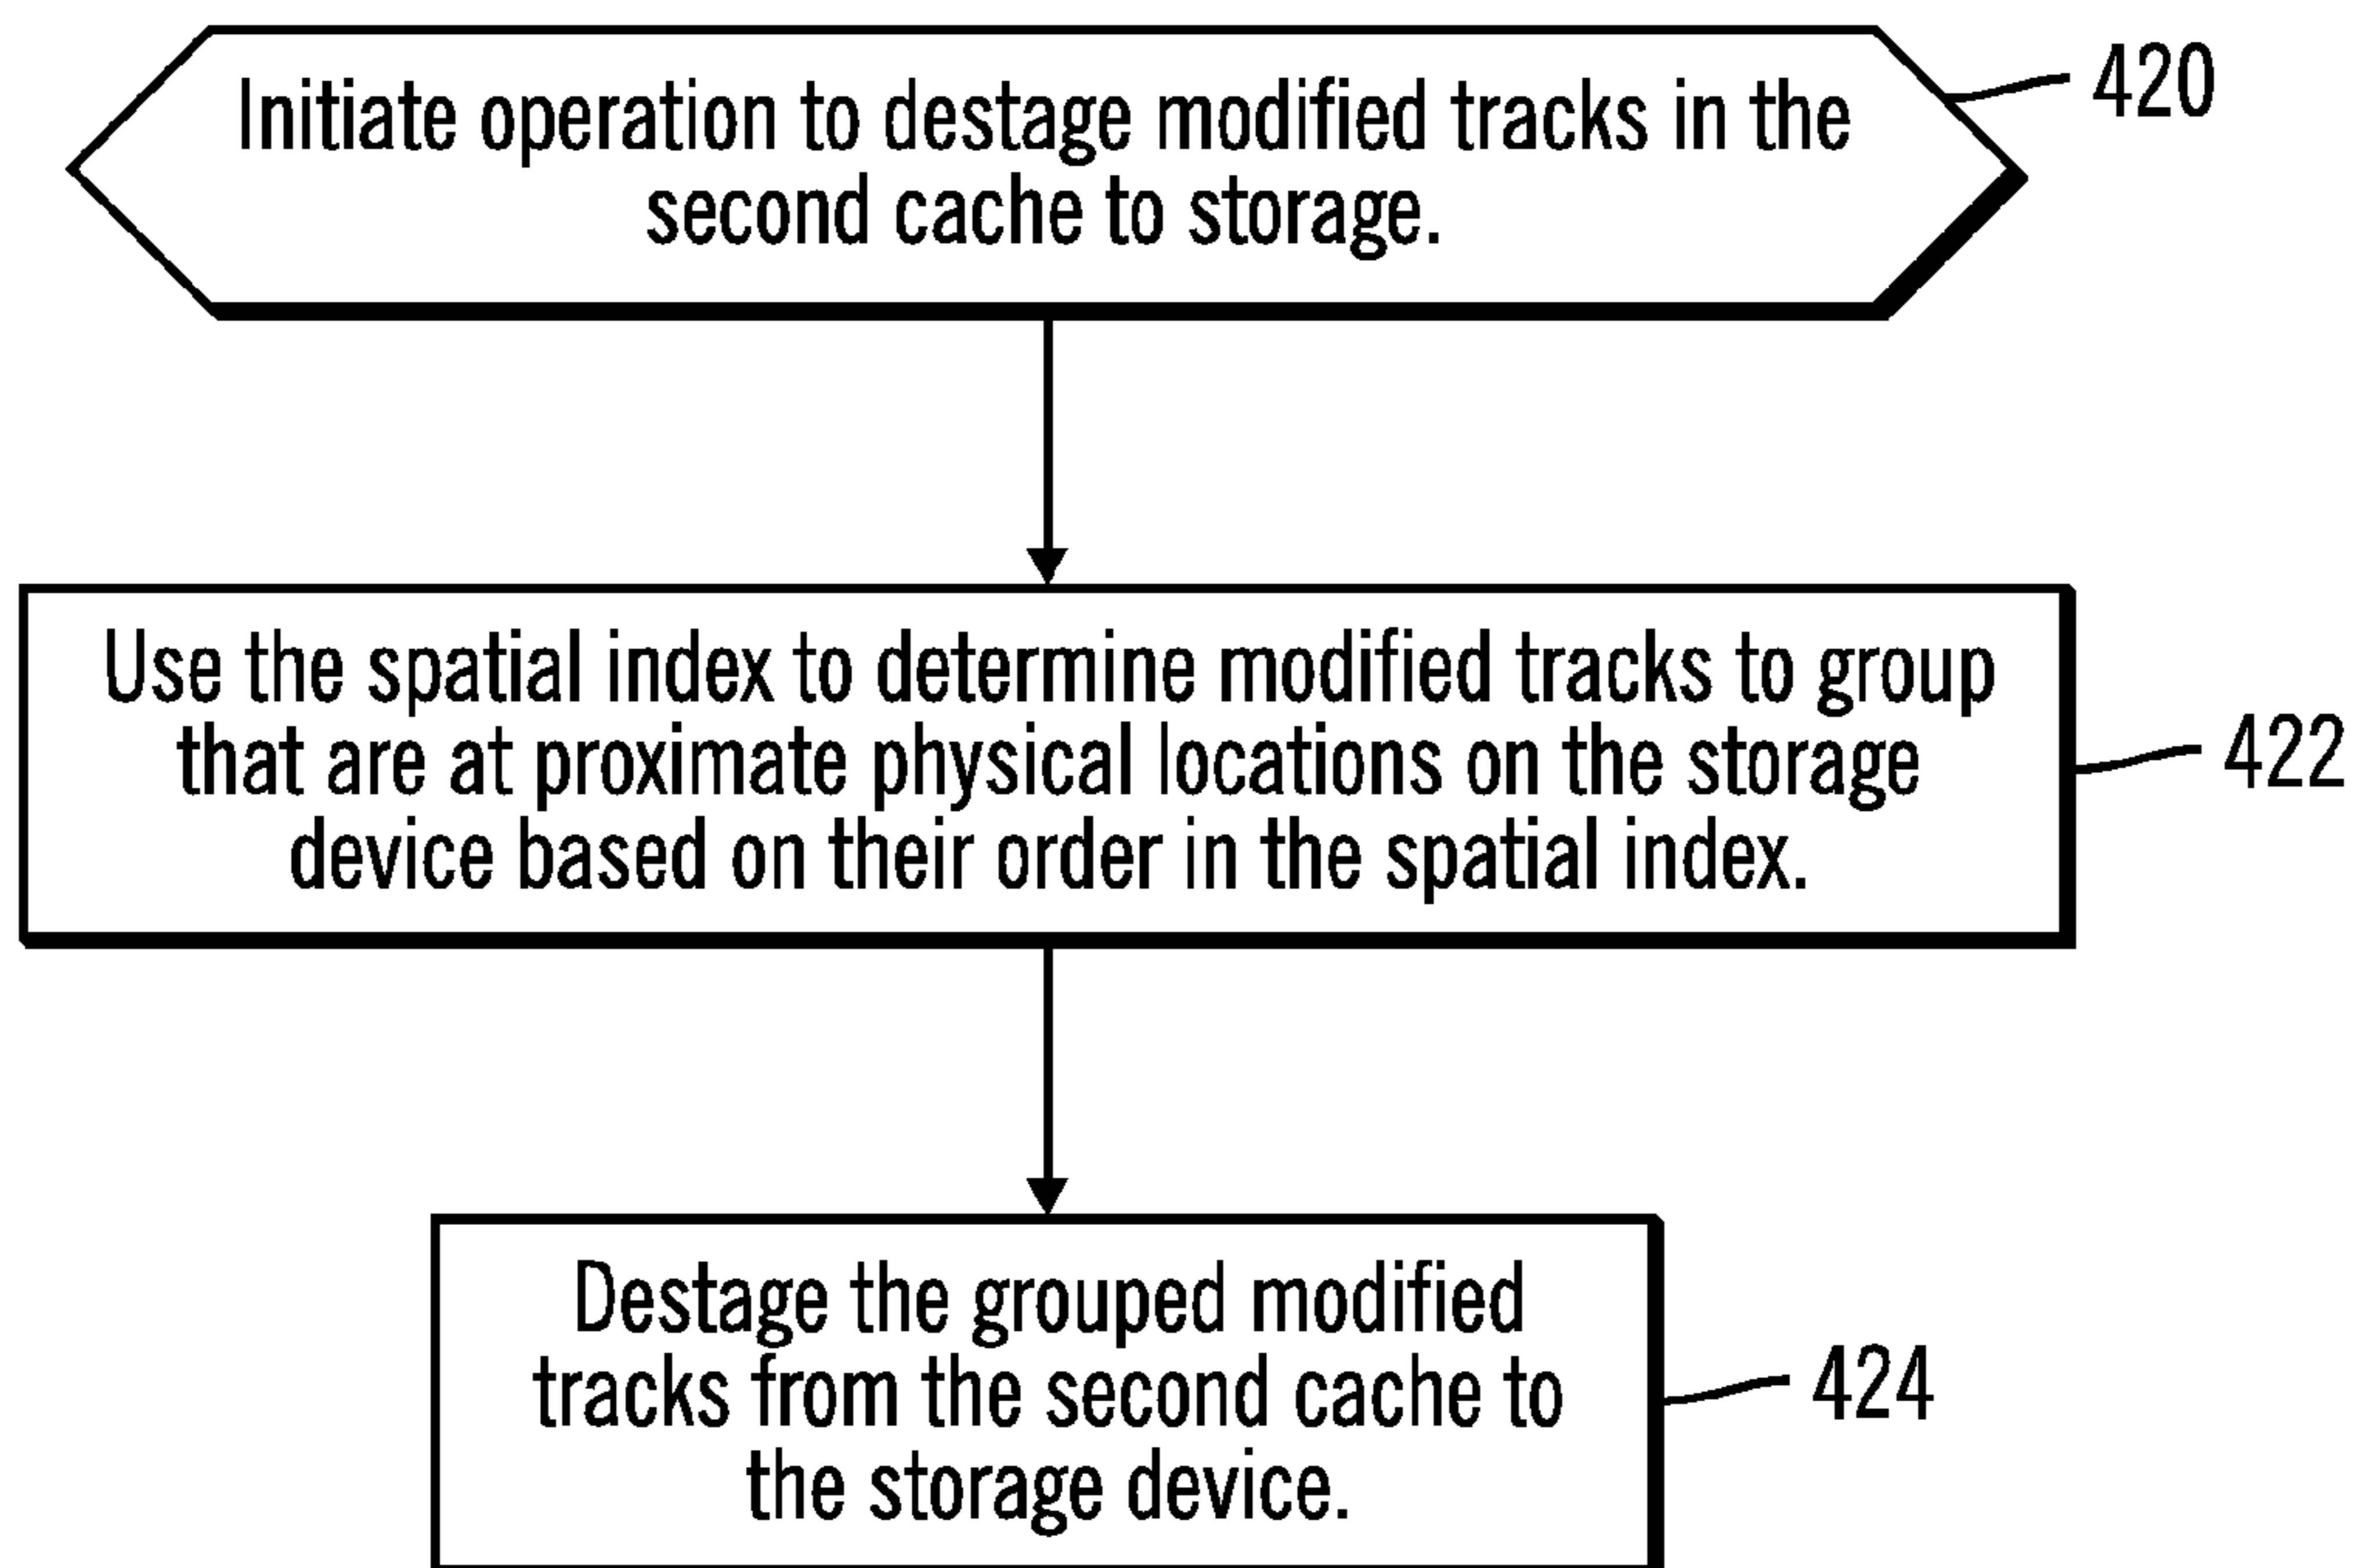 Initiate operation to destage modified tracks in the
second cache to storage.
420
Use the spatial index to determine modified tracks to group
that are at proximate physical locations on the storage
device based on their order in the spatial index.
422
Destage the grouped modified
tracks from the second cache to
the storage device.
424